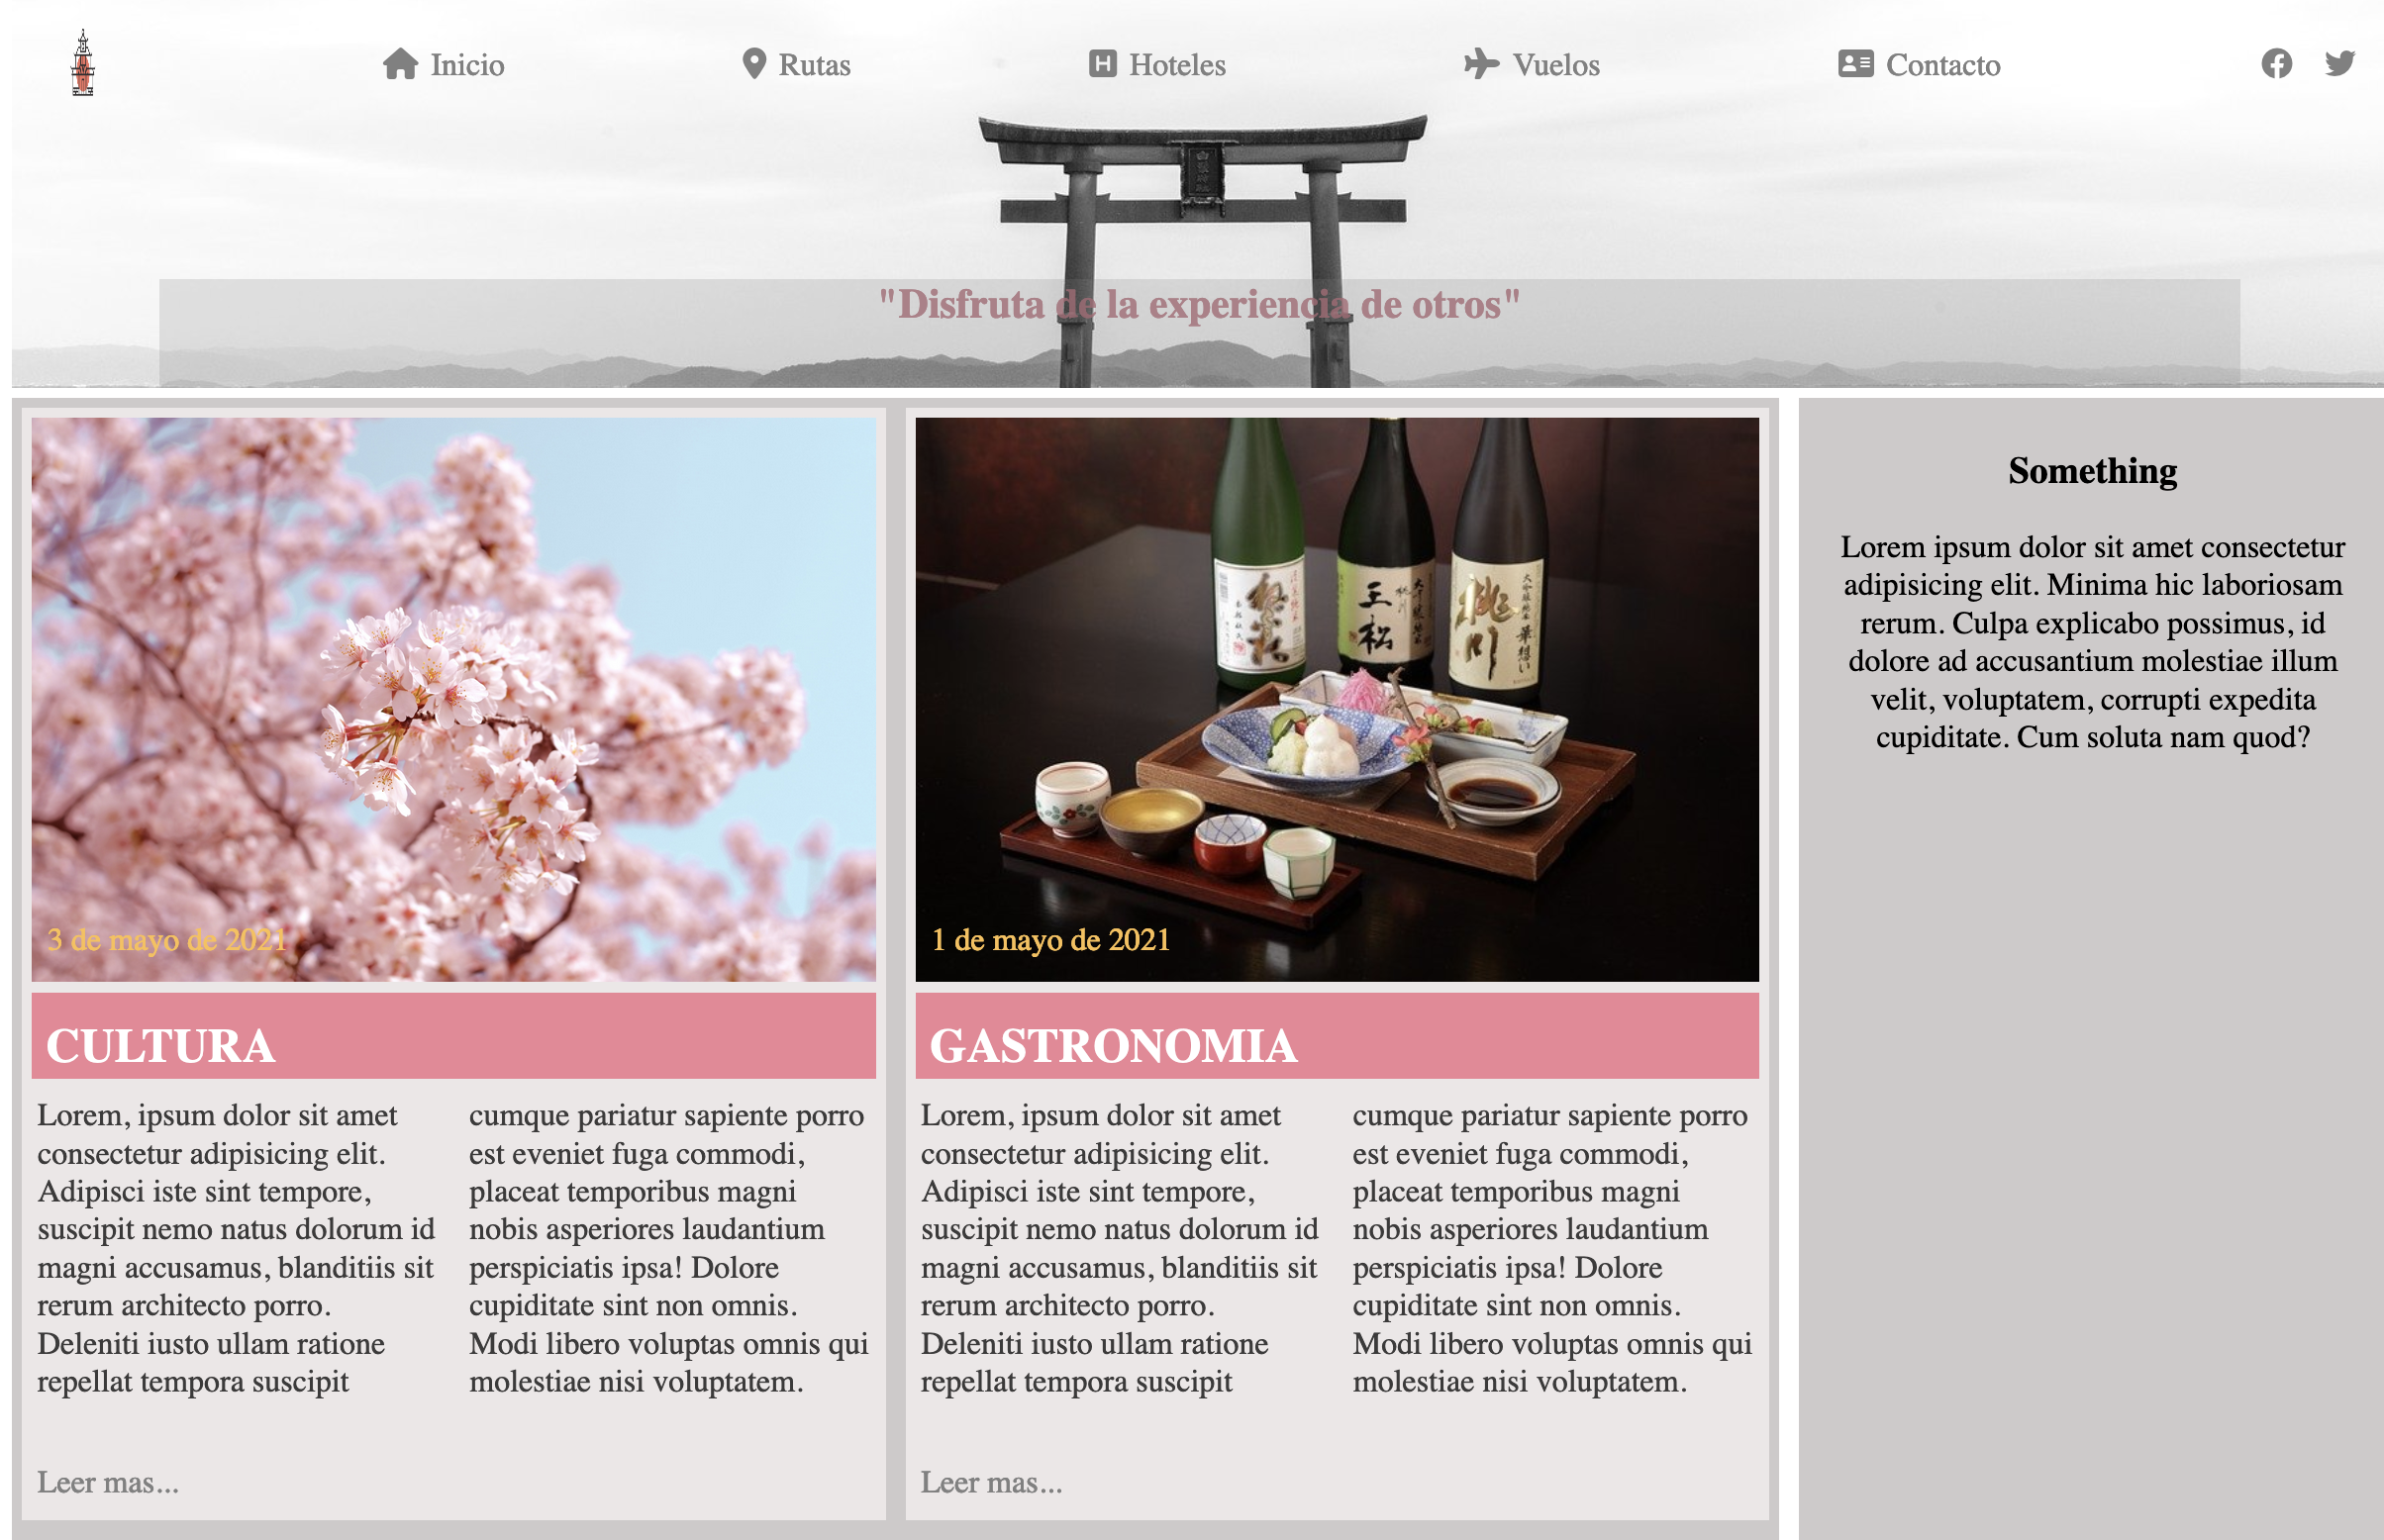 Inicio
Rutas
Hoteles
Vuelos
Contacto
"Disfruta de la experiencia de otros"
3 de mayo de 2021
CULTURA
Lorem, ipsum dolor sit amet
consectetur adipisicing elit.
Adipisci iste sint tempore,
suscipit nemo natus dolorum id
magni accusamus, blanditiis sit
rerum architecto porro.
Deleniti iusto ullam ratione
repellat tempora suscipit
cumque pariatur sapiente porro
est eveniet fuga commodi,
placeat temporibus magni
nobis asperiores laudantium
perspiciatis ipsa! Dolore
cupiditate sint non omnis.
Modi libero voluptas omnis qui
molestiae nisi voluptatem.
Leer mas...
王松
桃川
1 de mayo de 2021
GASTRONOMIA
Lorem, ipsum dolor sit amet
consectetur adipisicing elit.
Adipisci iste sint tempore,
suscipit nemo natus dolorum id
magni accusamus, blanditiis sit
rerum architecto porro.
Deleniti iusto ullam ratione
repellat tempora suscipit
cumque pariatur sapiente porro
est eveniet fuga commodi,
placeat temporibus magni
nobis asperiores laudantium
perspiciatis ipsa! Dolore
cupiditate sint non omnis.
Modi libero voluptas omnis qui
molestiae nisi voluptatem.
Leer mas...
Something
Lorem ipsum dolor sit amet consectetur
adipisicing elit. Minima hic laboriosam
rerum. Culpa explicabo possimus, id
dolore ad accusantium molestiae illum
velit, voluptatem, corrupti expedita
cupiditate. Cum soluta nam quod?